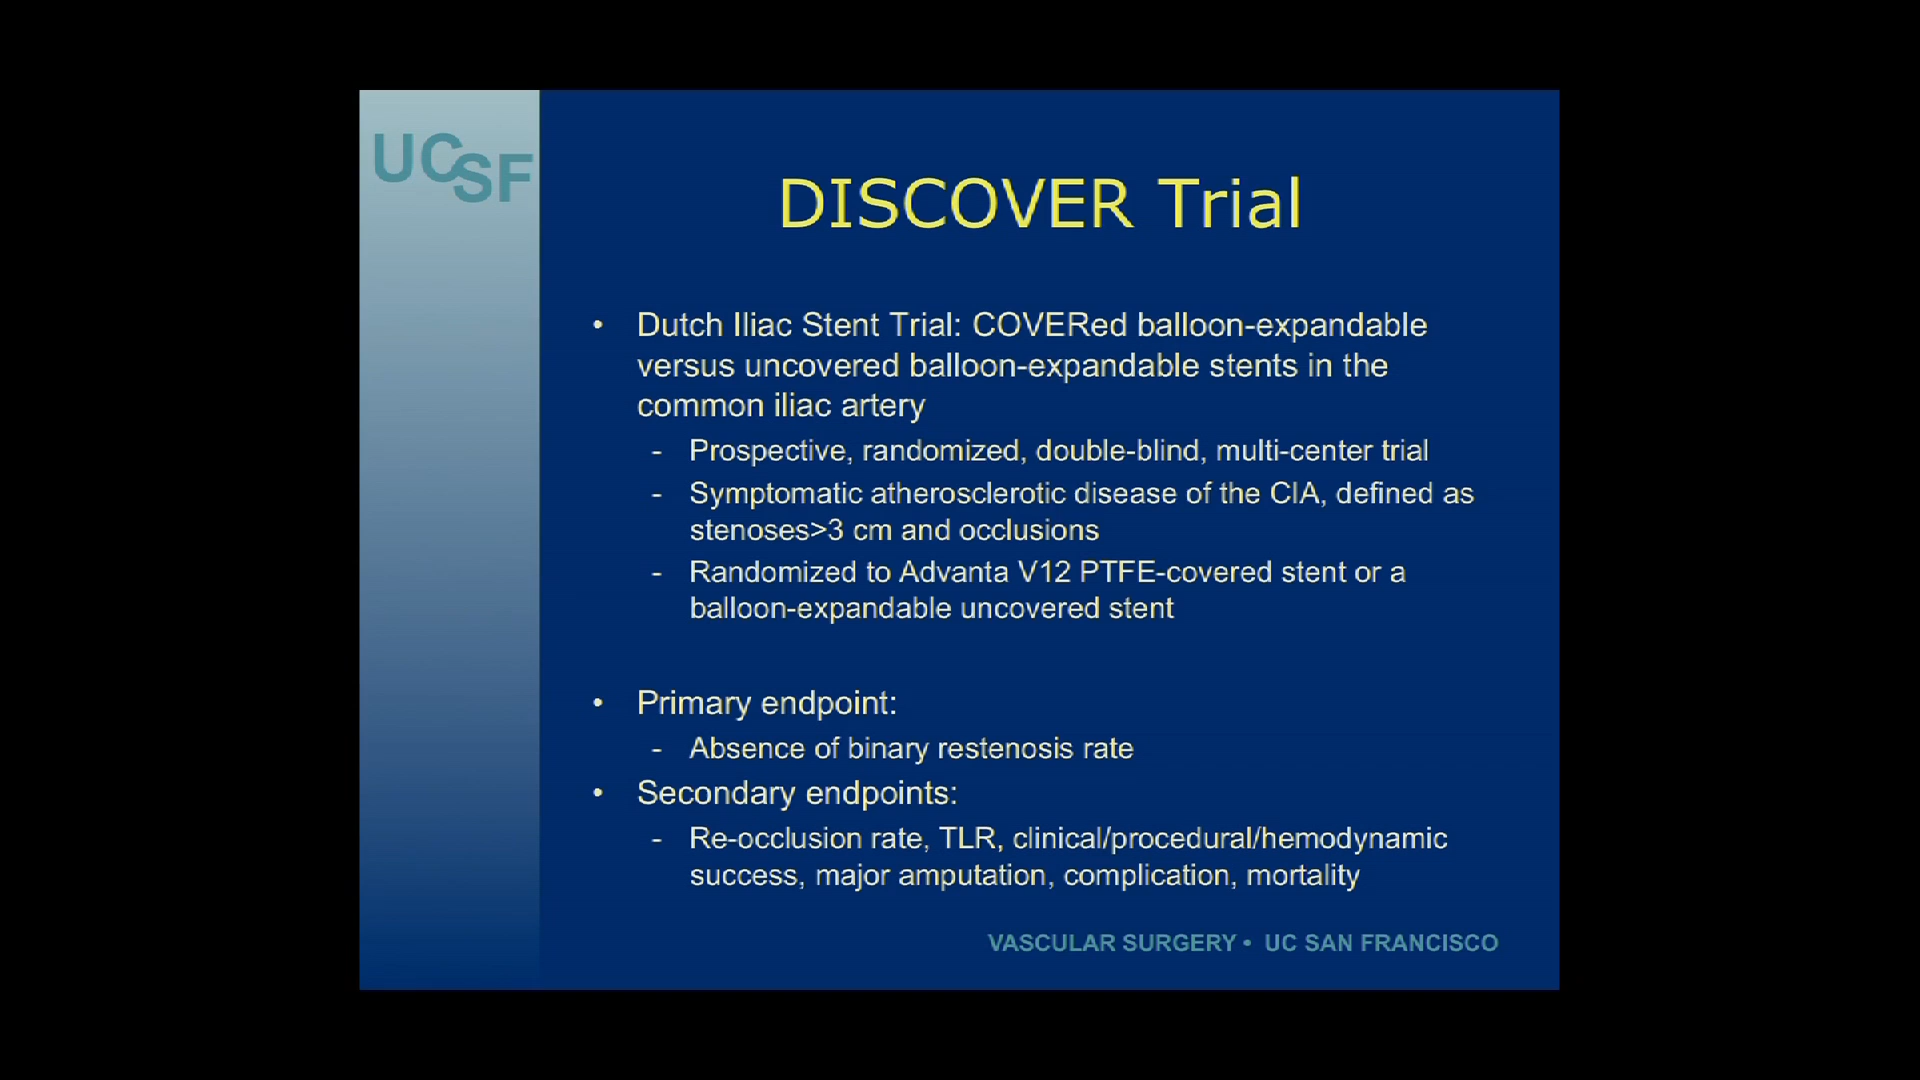 UCSF
DISCOVER Trial
• Dutch Iliac Stent Trial: COVERed balloon-expandable
versus uncovered balloon-expandable stents in the
common iliac artery
- Prospective, randomized, double-blind, multi-center trial
- Symptomatic atherosclerotic disease of the CIA, defined as
stenoses>3 cm and occlusions
- Randomized to Advanta V12 PTFE-covered stent or a
balloon-expandable uncovered stent
• Primary endpoint:
- Absence of binary restenosis rate
• Secondary endpoints:
- Re-occlusion rate, TLR, clinical/procedural/hemodynamic
success, major amputation, complication, mortality
VASCULAR SURGERY • UC SAN FRANCISCO